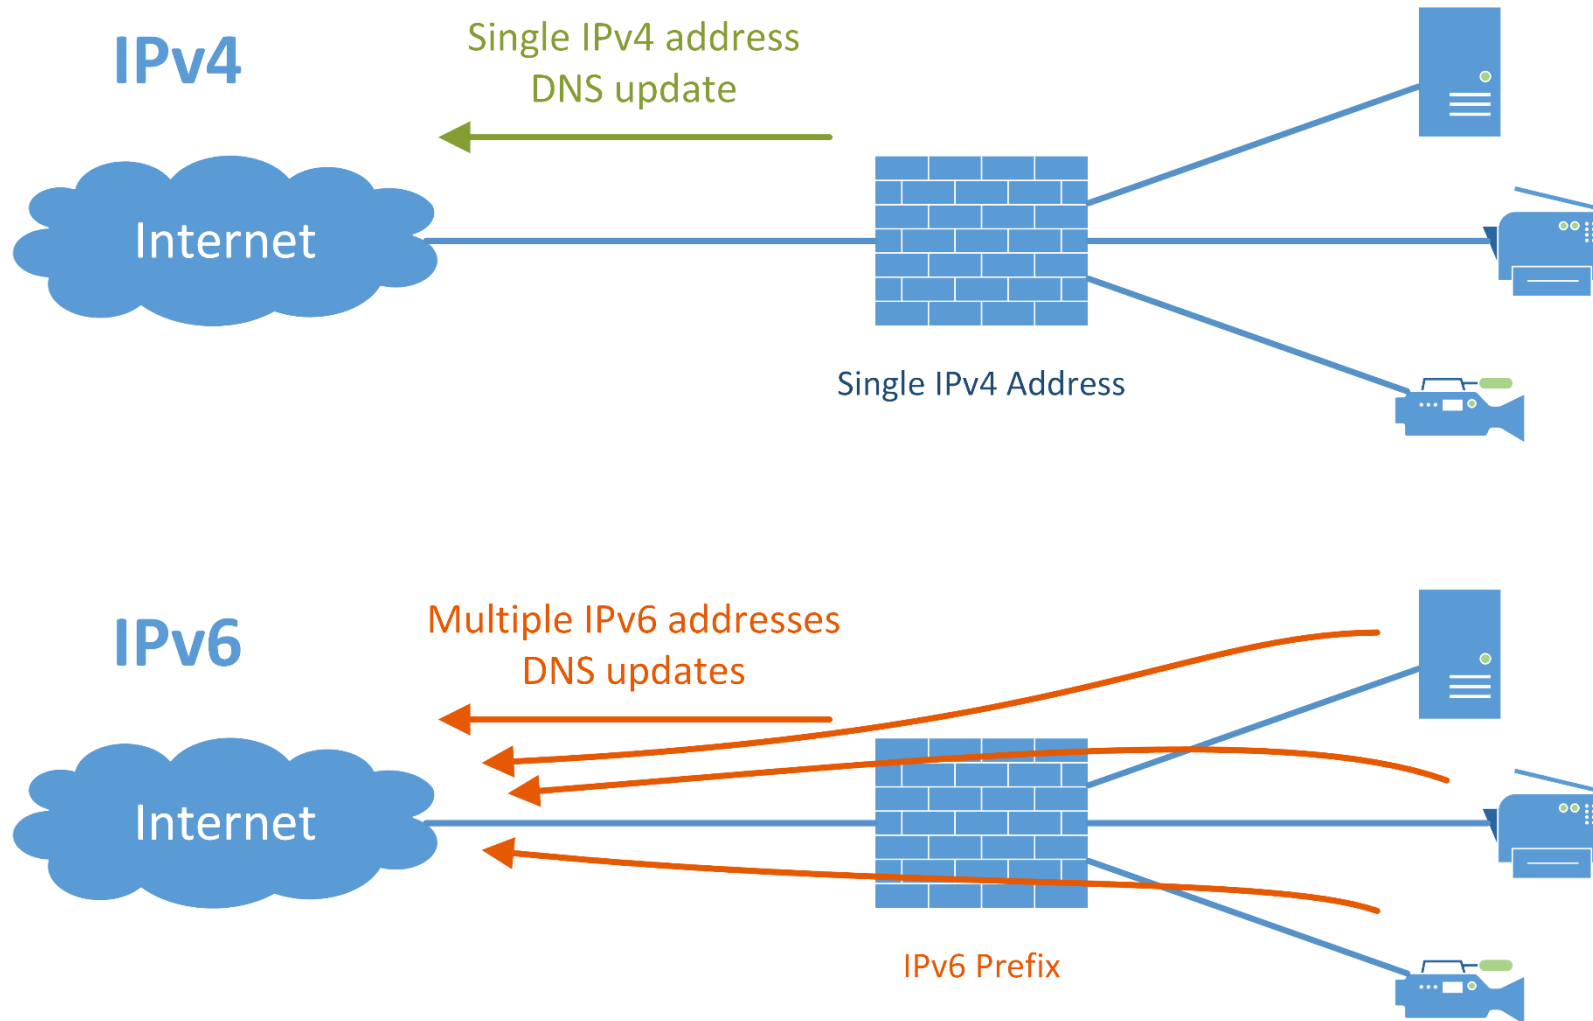 IPv4
Single IPv4 address
DNS update
Internet
Single IPv4 Address
IPv6
Multiple IPv6 addresses
DNS updates
Internet
IPv6 Prefix